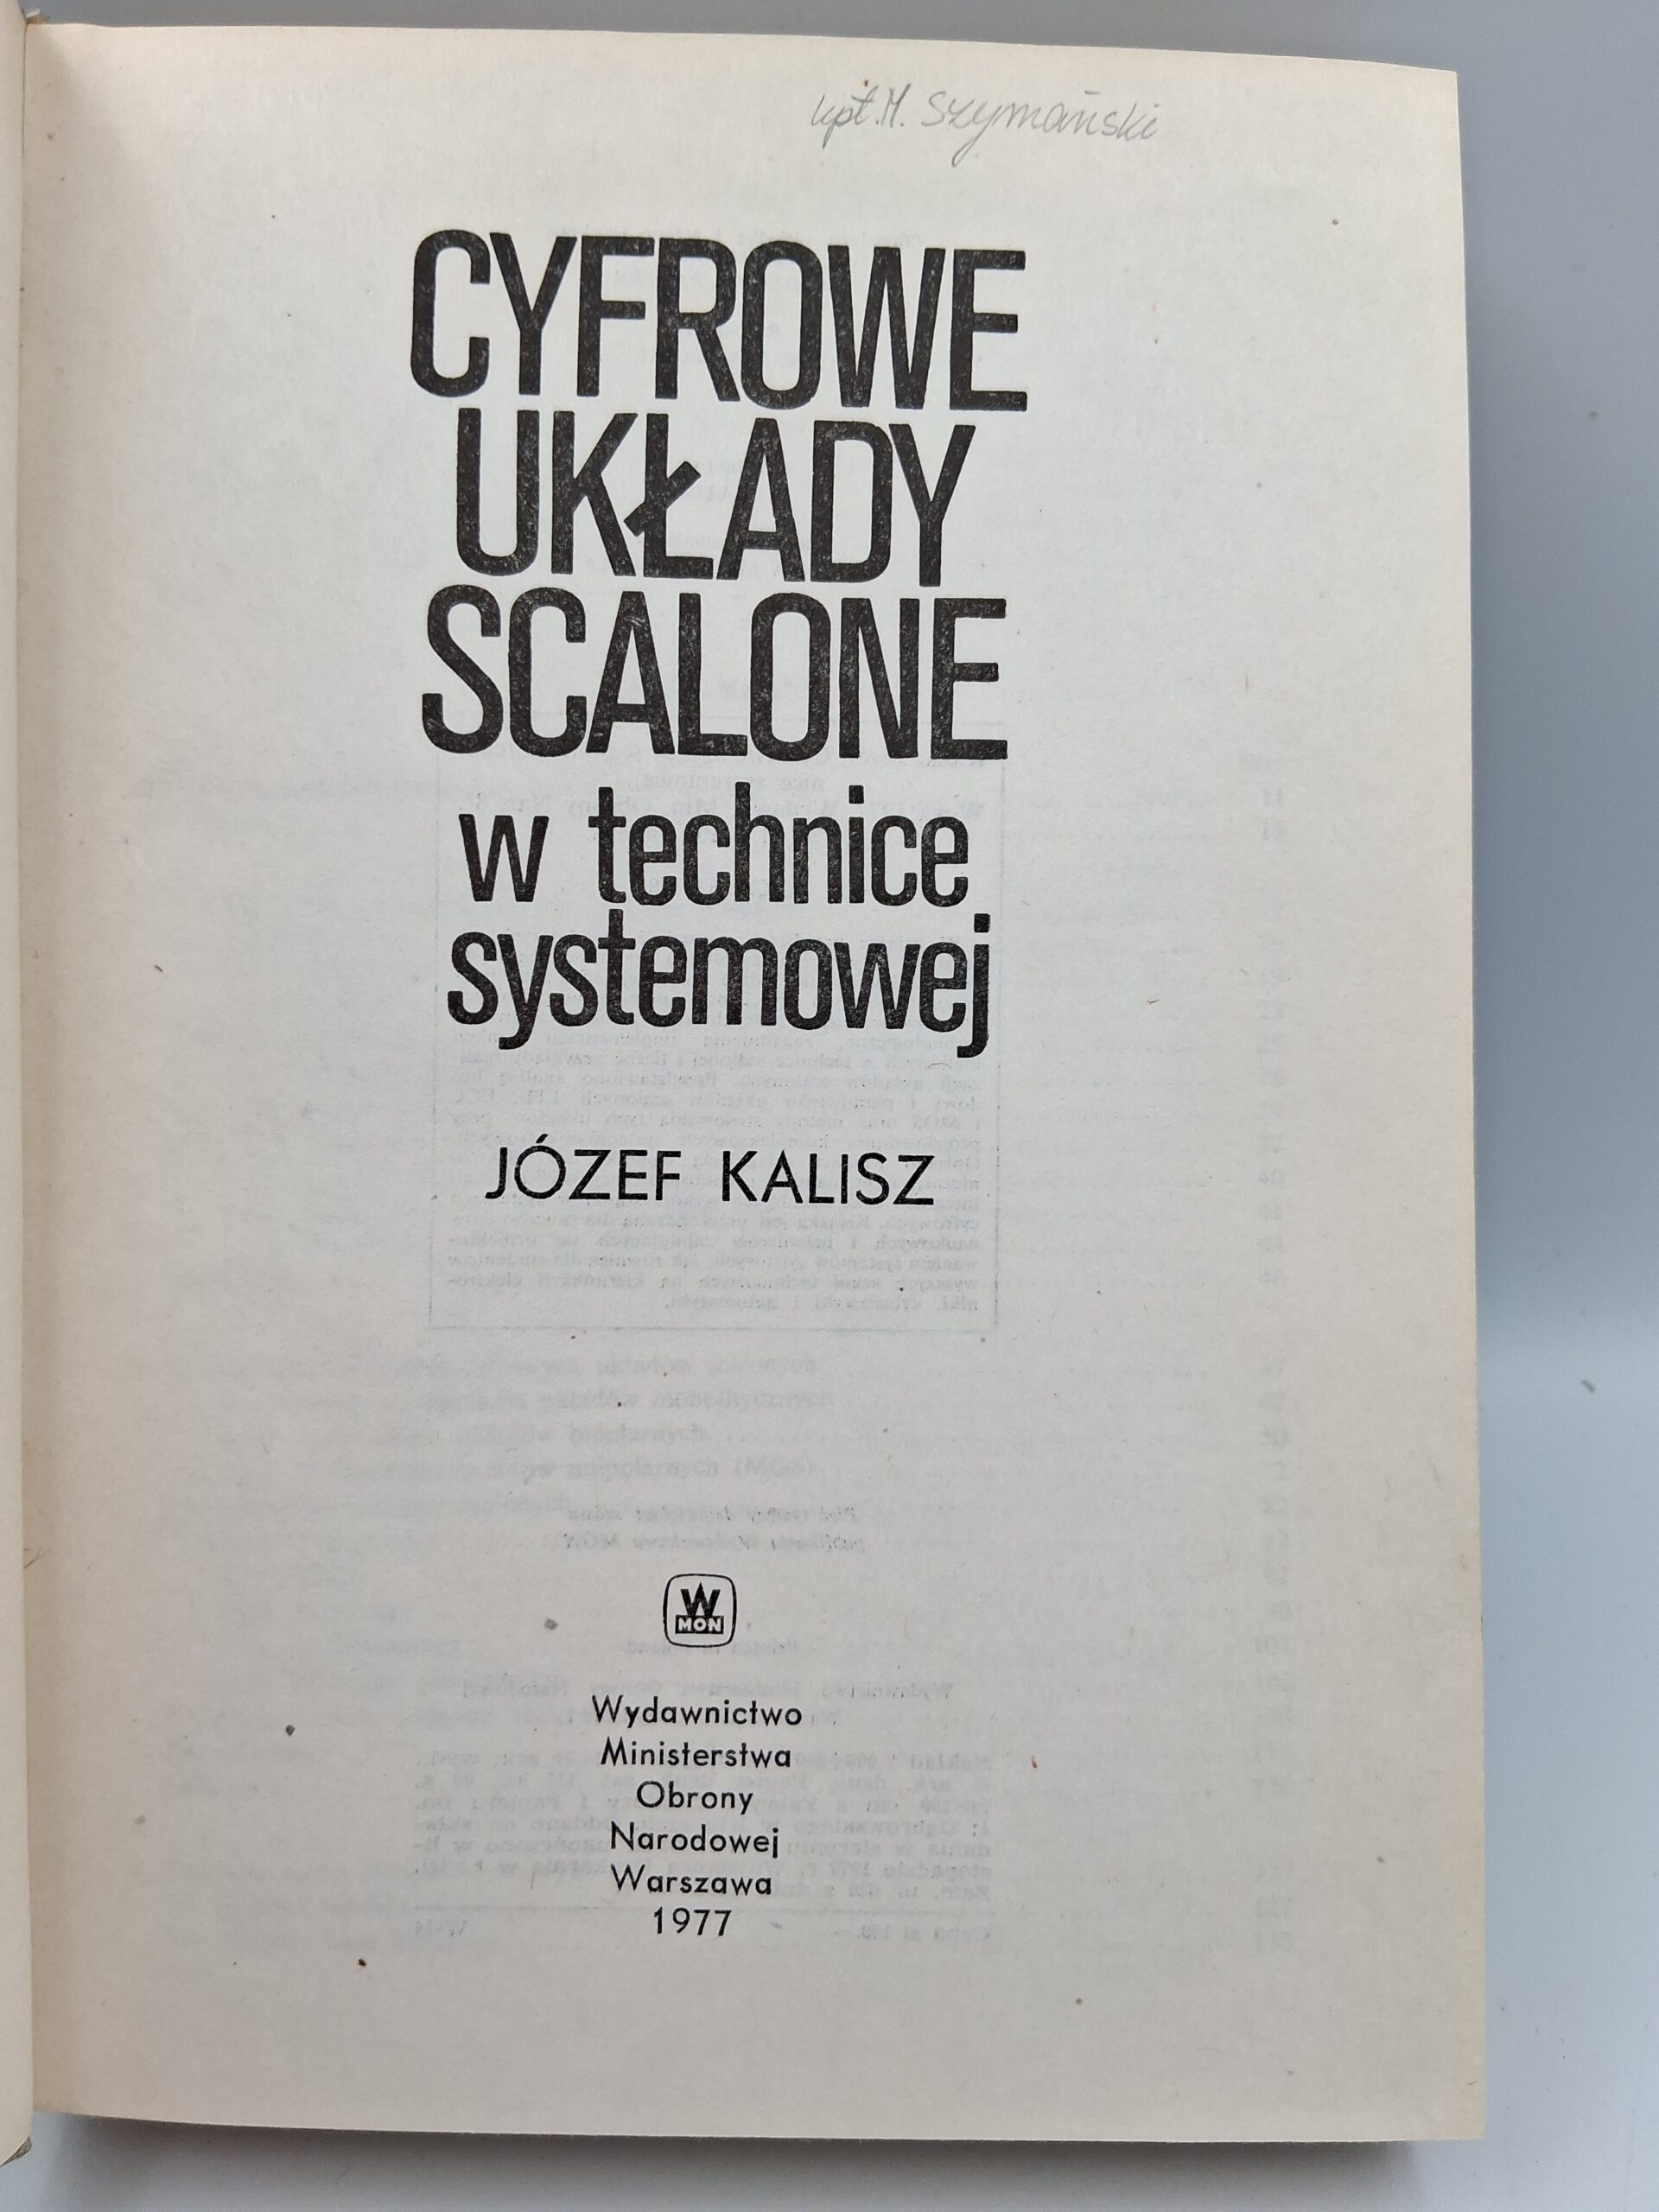 kpt. M. Szymański
CYFROWE
UKŁADY
SCALONE
w technice
systemowej
JÓZEF KALISZ
W
MON
Wydawnictwo
Ministerstwa
Obrony
Narodowej
Warszawa
1977